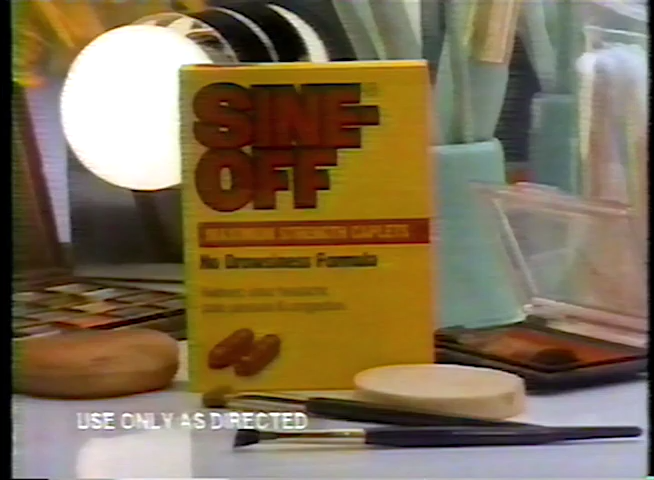 SINE-
OFF®
MAXIMUM STRENGTH CAPLETS
No Drowsiness Formula
USE ONLY AS DIRECTED